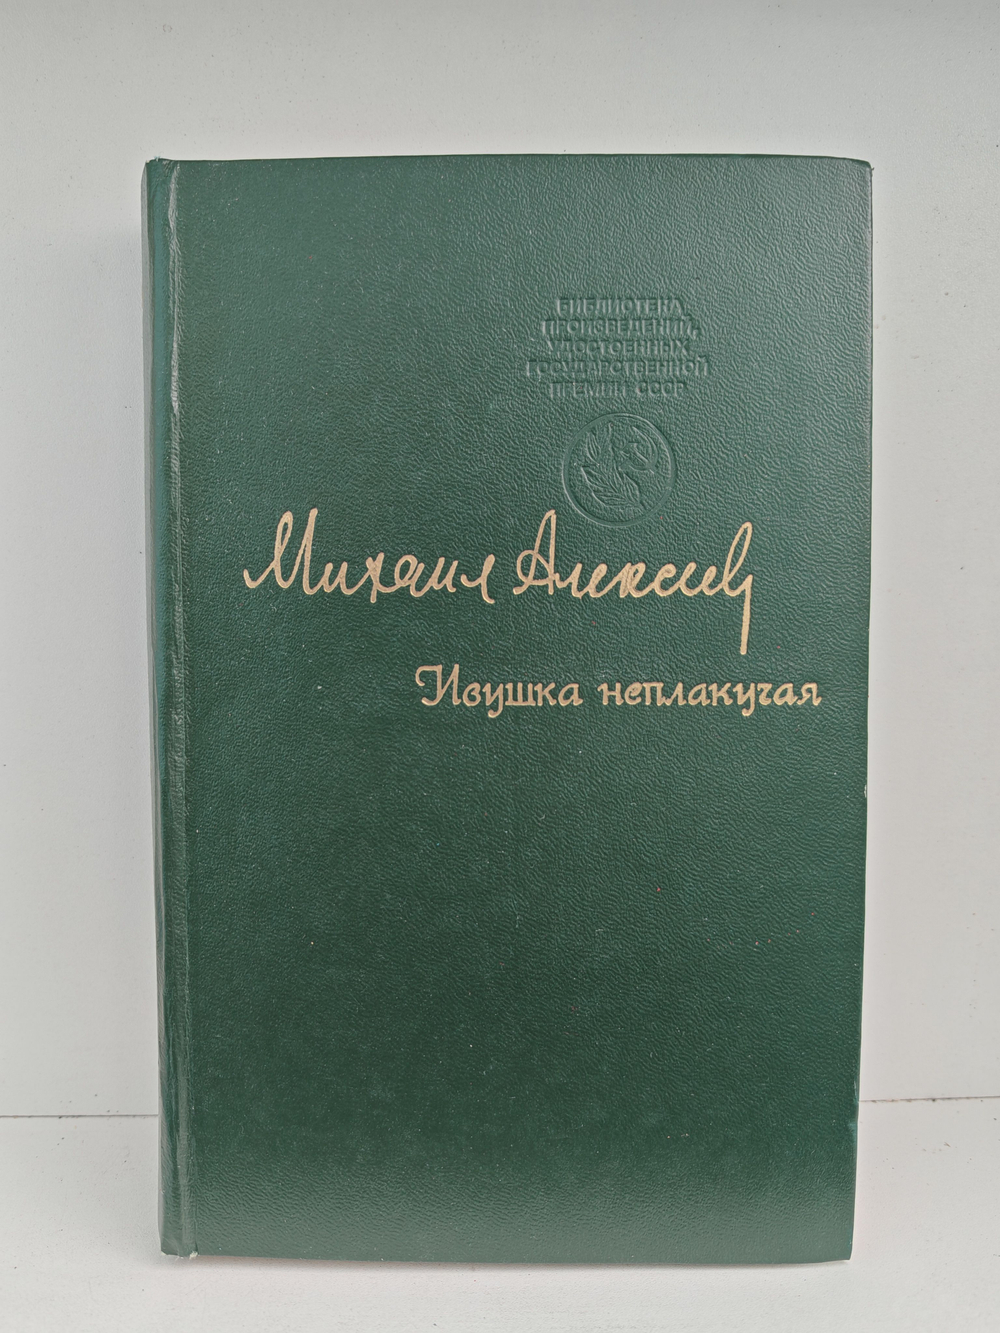 БИБЛИОТЕКА
ПРОИЗВЕДЕНИЙ,
УДОСТОЕННЫХ
ГОСУДАРСТВЕННОЙ
ПРЕМИИ СССР
Михаил Алексеев
Ивушка неплакучая